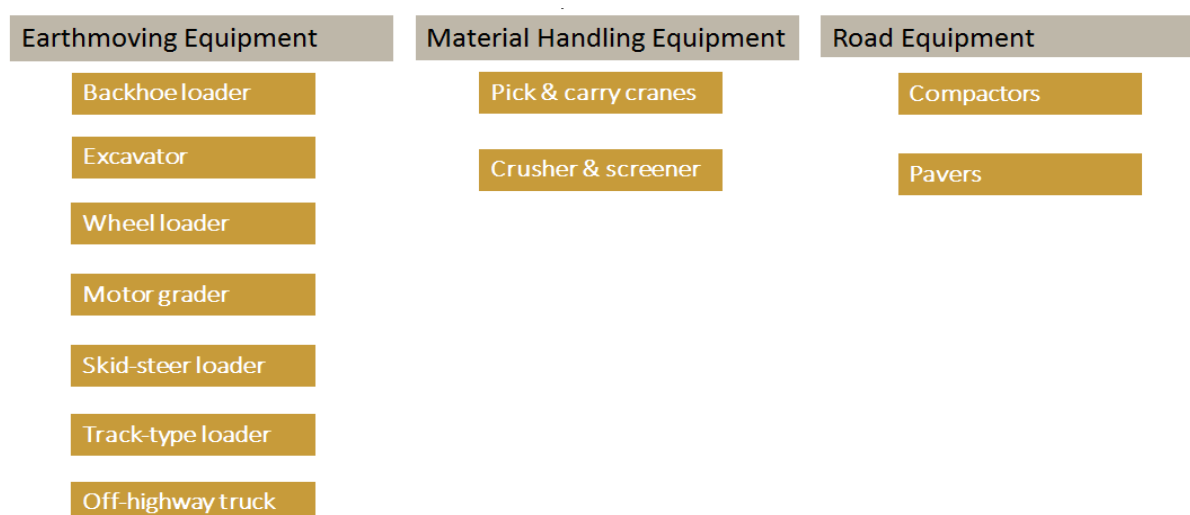 Earthmoving Equipment
Backhoe loader
Excavator
Wheel loader
Motor grader
Skid-steer loader
Track-type loader
Off-highway truck
Material Handling Equipment
Pick & carry cranes
Crusher & screener
Road Equipment
Compactors
Pavers